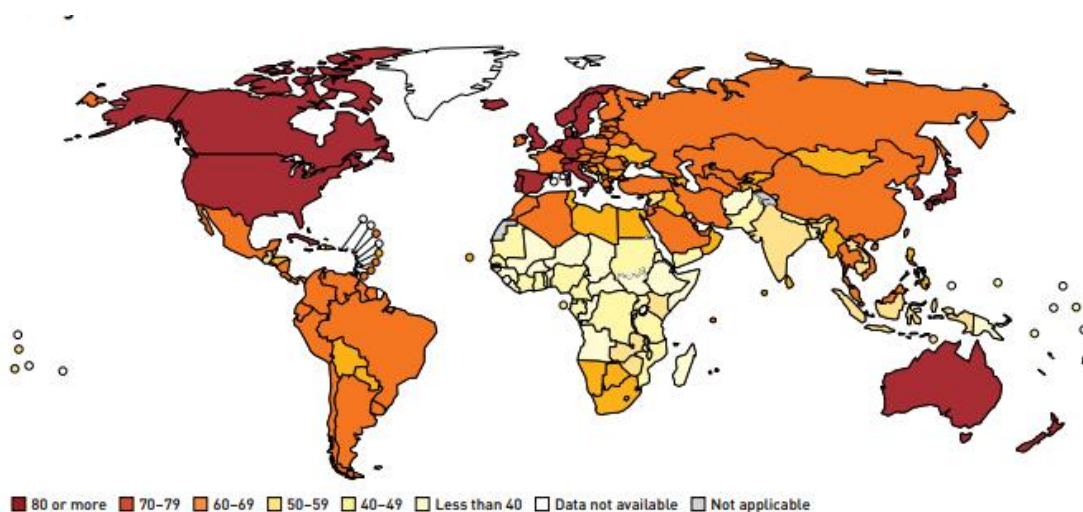 80 or more 70–79 60–69 50–59 40–49 Less than 40 Data not available Not applicable